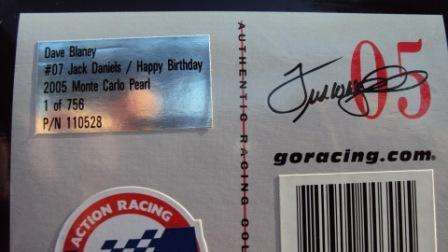 Dave Blaney
#07 Jack Daniels / Happy Birthday
2005 Monte Carlo Pearl
1 of 756
P/N 110528
AUTHENTIC RACING COL
05
goracing.com
ACTION RACING